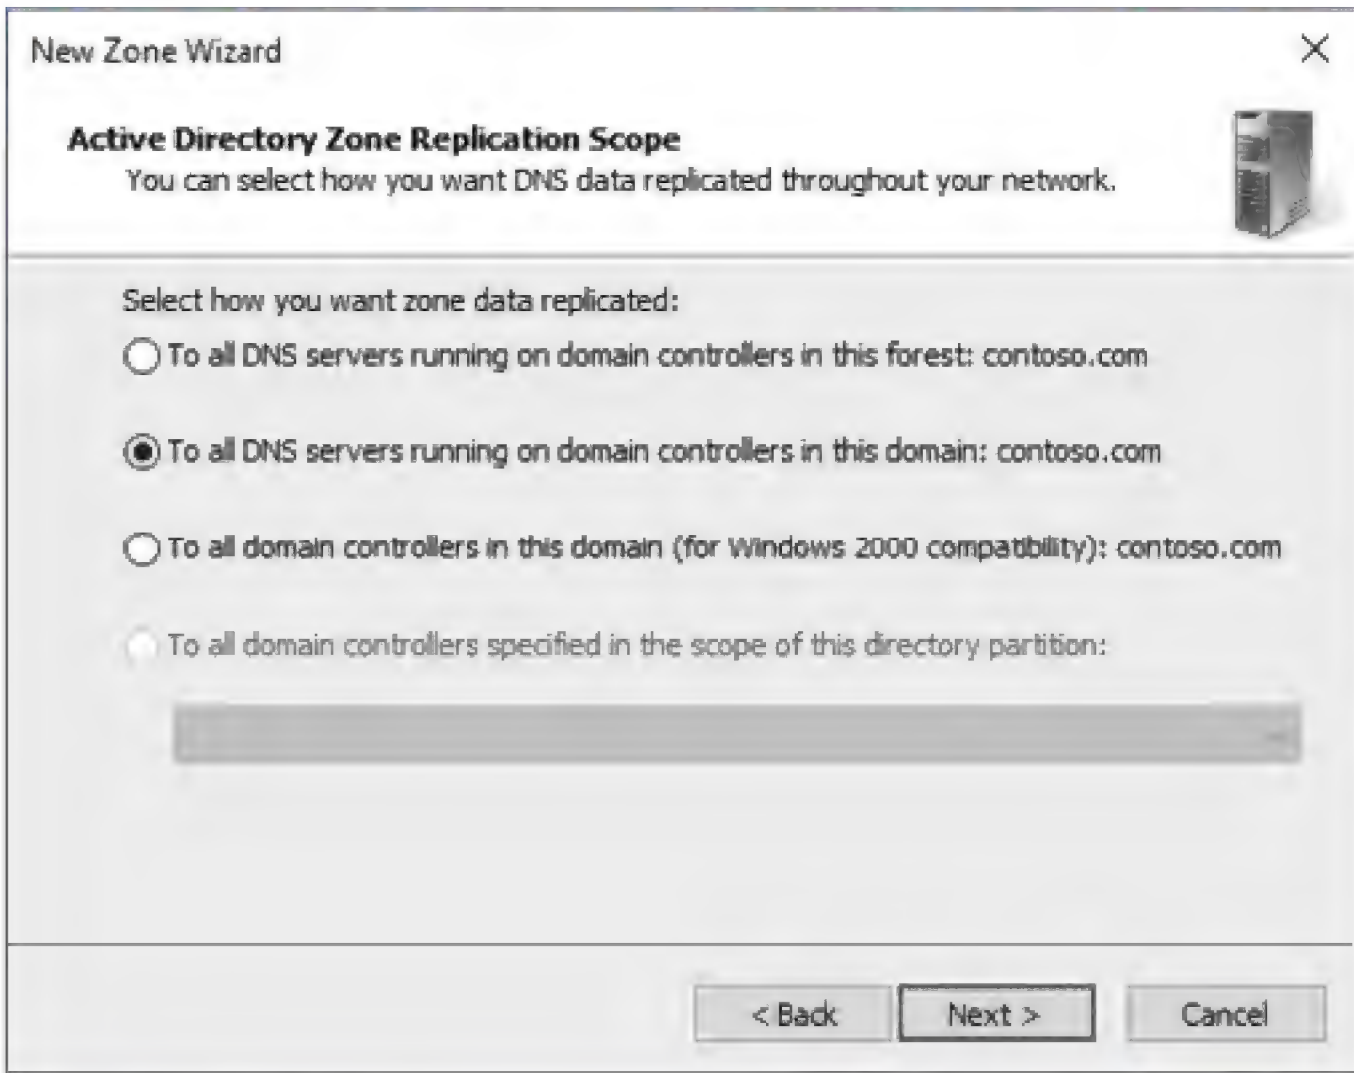 New Zone Wizard
Active Directory Zone Replication Scope
You can select how you want DNS data replicated throughout your network.
Select how you want zone data replicated:
To all DNS servers running on domain controllers in this forest: contoso.com
To all DNS servers running on domain controllers in this domain: contoso.com
To all domain controllers in this domain (for Windows 2000 compatibility): contoso.com
To all domain controllers specified in the scope of this directory partition:
< Back
Next >
Cancel